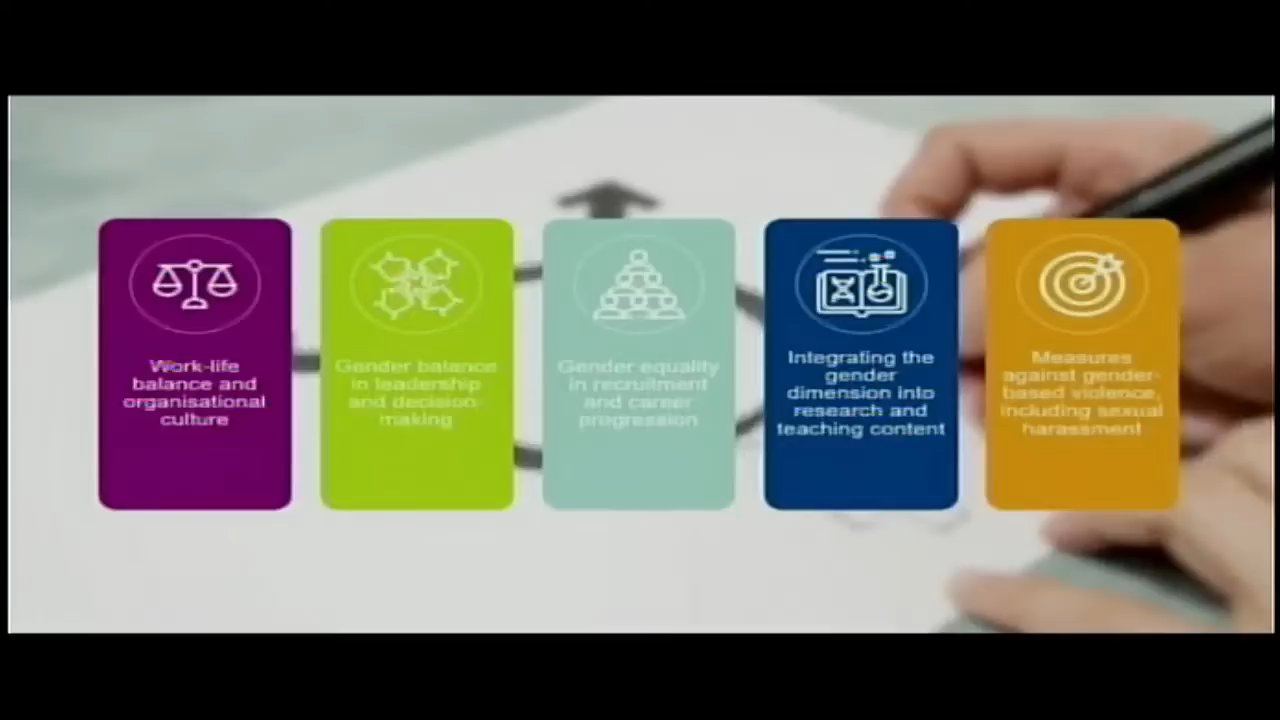 Work-life
balance and
organisational
culture
Gender balance
in leadership
and decision-
making
Gender equality
in recruitment
and career
progression
Integrating the
gender
dimension into
research and
teaching content
Measures
against gender-
based violence,
including sexual
harassment